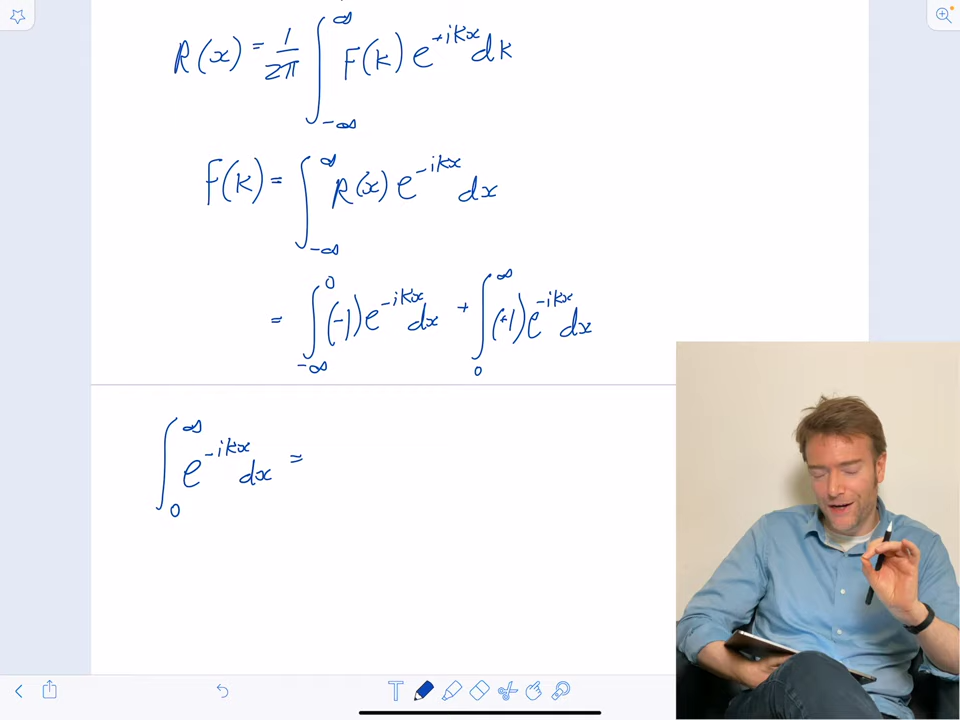 R(x) = 1/2π ∫_{-∞}^{∞} F(k) e^{+ikx} dk
F(k) = ∫_{-∞}^{∞} R(x) e^{-ikx} dx
= ∫_{-∞}^{0} (-1) e^{-ikx} dx + ∫_{0}^{∞} (+1) e^{-ikx} dx
∫_{0}^{∞} e^{-ikx} dx =
T